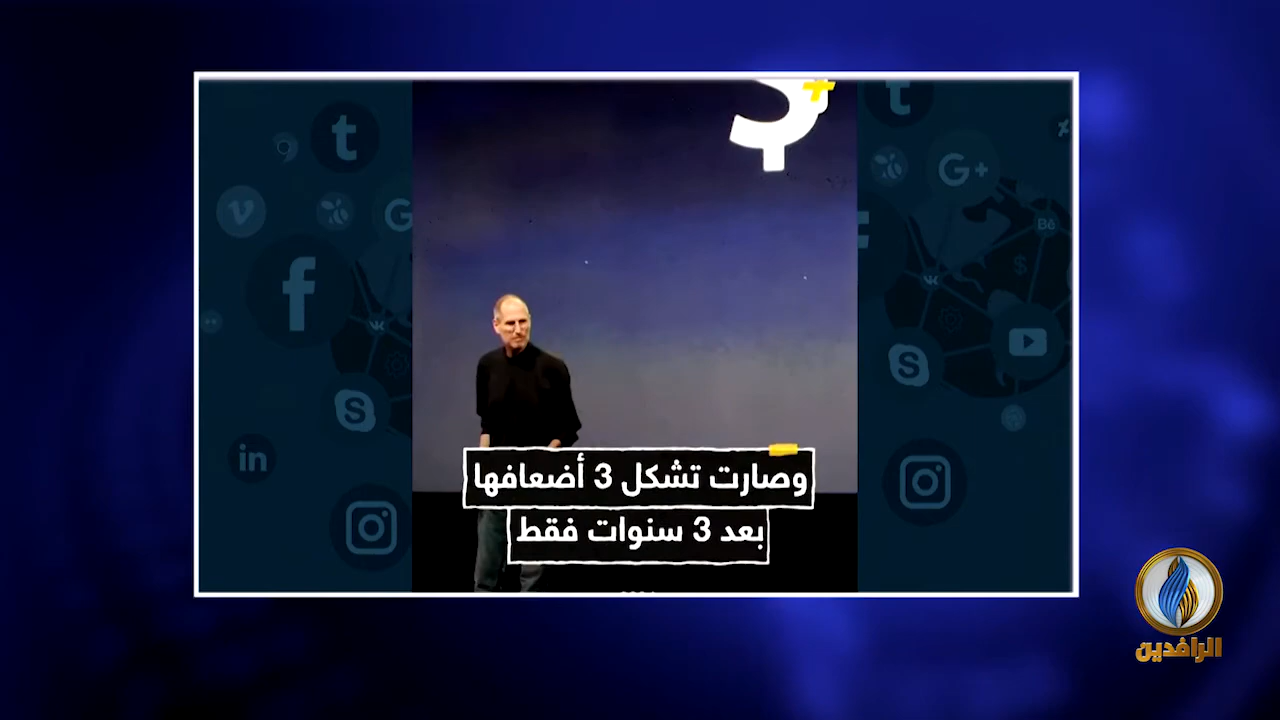 وصارت تشكل 3 أضعافها
بعد 3 سنوات فقط
الرافدين